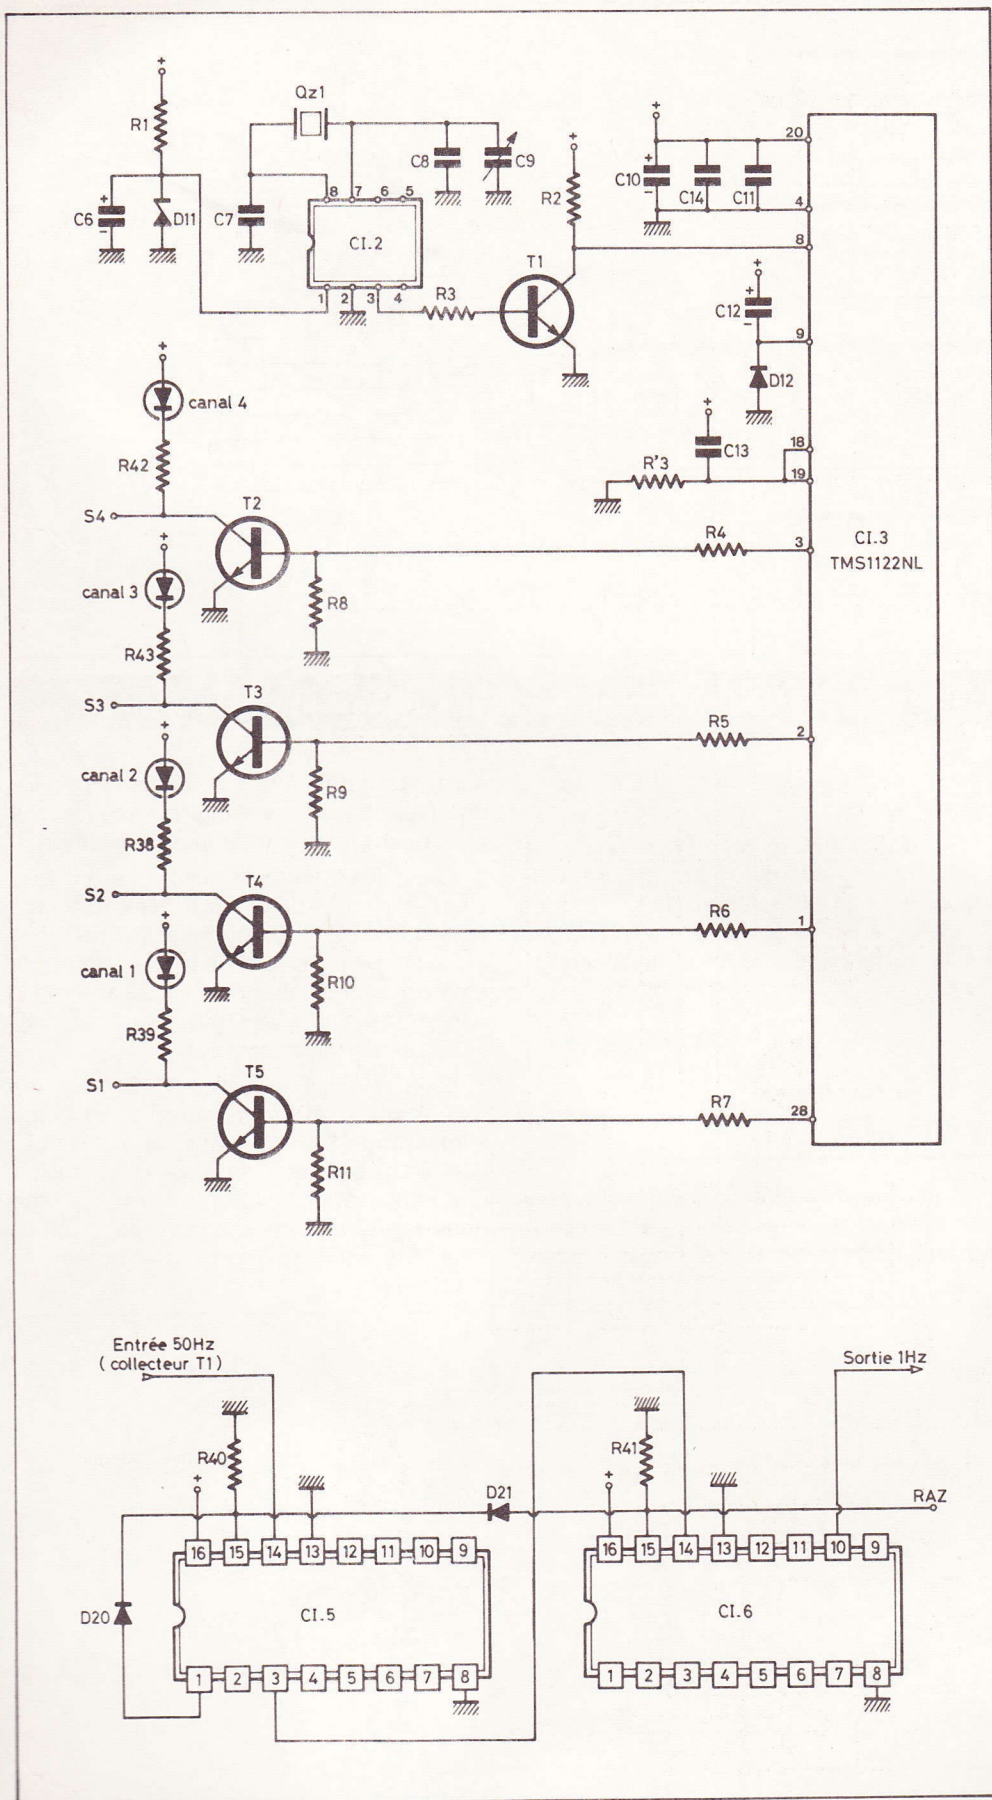 +
R1
+
C6
-
D11
Qz1
C7
C8
C9
8 7 6 5
CI.2
1 2 3 4
R3
T1
+
R2
+
+
C10
-
C14
C11
20
4
8
+
+
C12
-
9
D12
+
C13
R'3
18
19
CI.3
TMS1122NL
+
canal 4
R42
S4
T2
R8
R4
3
+
canal 3
R43
S3
T3
R9
R5
2
+
canal 2
R38
S2
T4
R10
R6
1
+
canal 1
R39
S1
T5
R11
R7
28
Entrée 50Hz
(collecteur T1)
Sortie 1Hz
R40
+
R41
+
D21
RAZ
16 15 14 13 12 11 10 9
CI.5
D20
1 2 3 4 5 6 7 8
16 15 14 13 12 11 10 9
CI.6
1 2 3 4 5 6 7 8